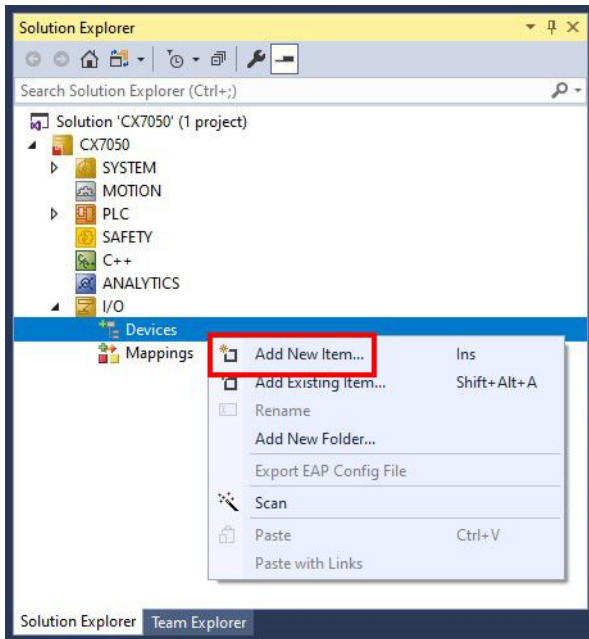 Solution Explorer
Search Solution Explorer (Ctrl+;)
Solution 'CX7050' (1 project)
CX7050
SYSTEM
MOTION
PLC
SAFETY
C++
ANALYTICS
I/O
Devices
Mappings
Add New Item... Ins
Add Existing Item... Shift+Alt+A
Rename
Add New Folder...
Export EAP Config File
Scan
Paste Ctrl+V
Paste with Links
Solution Explorer Team Explorer